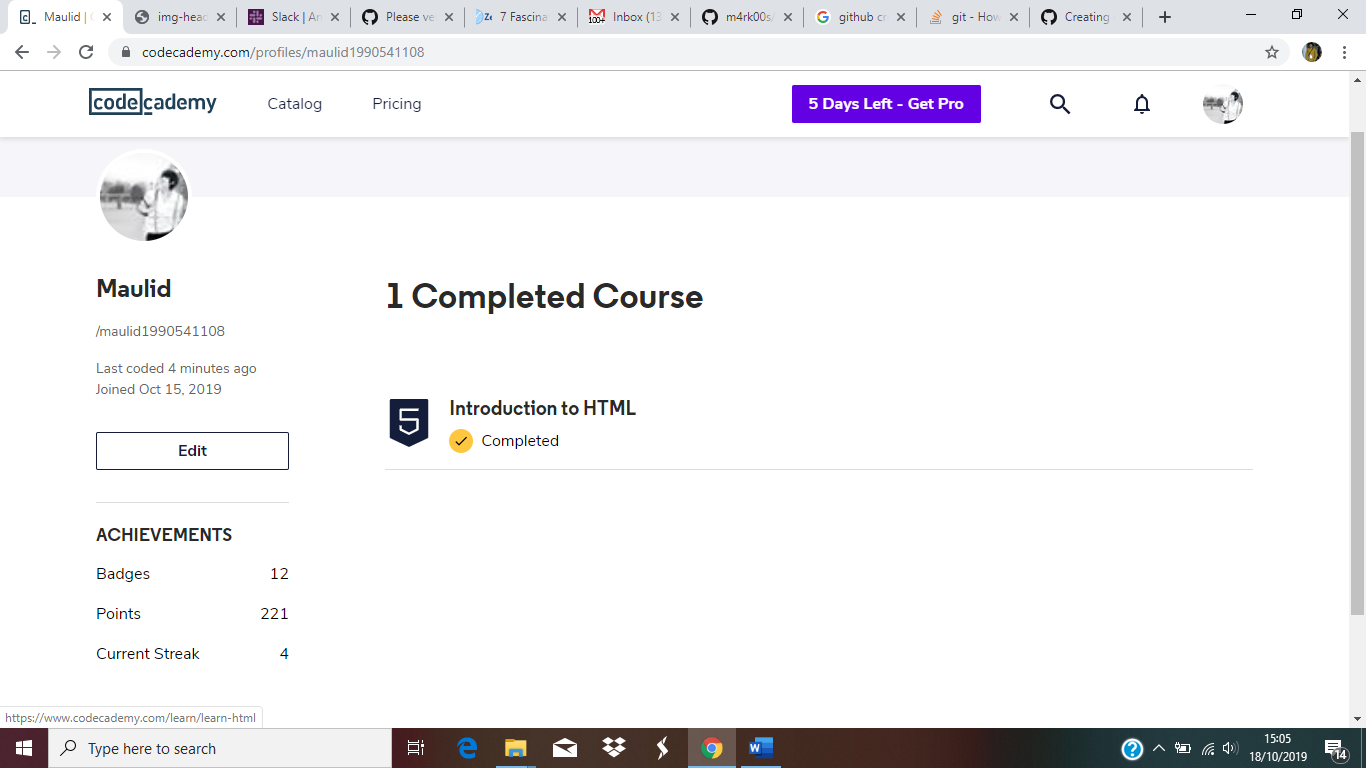 Maulid | C
img-head
Slack | A
Please ve
7 Fascina
Inbox (13
m4rk00s/
github cr
git - How
Creating
codecademy.com/profiles/maulid1990541108
codecademy
Catalog
Pricing
5 Days Left - Get Pro
Maulid
/maulid1990541108
Last coded 4 minutes ago
Joined Oct 15, 2019
Edit
ACHIEVEMENTS
Badges 12
Points 221
Current Streak 4
1 Completed Course
5
Introduction to HTML
Completed
https://www.codecademy.com/learn/learn-html
Type here to search
15:05
18/10/2019
14